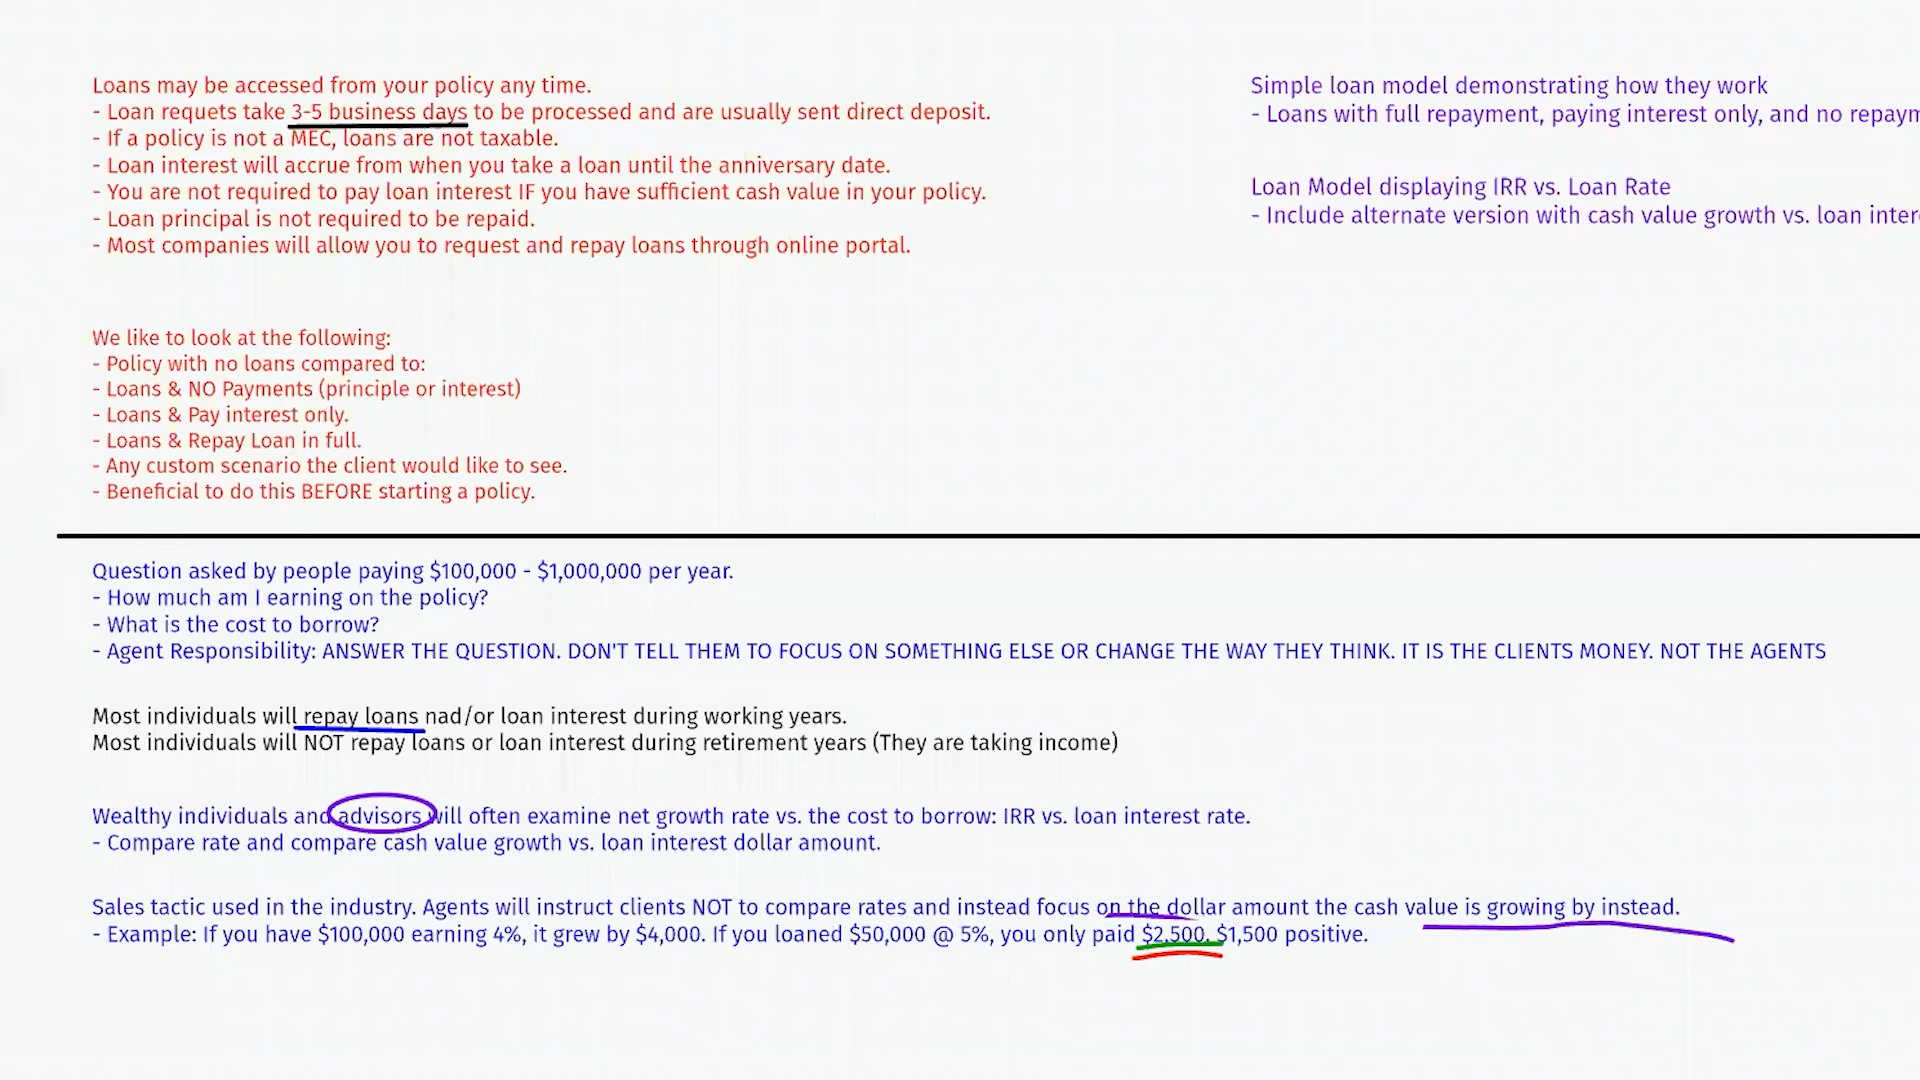 Loans may be accessed from your policy any time.
- Loan requets take 3-5 business days to be processed and are usually sent direct deposit.
- If a policy is not a MEC, loans are not taxable.
- Loan interest will accrue from when you take a loan until the anniversary date.
- You are not required to pay loan interest IF you have sufficient cash value in your policy.
- Loan principal is not required to be repaid.
- Most companies will allow you to request and repay loans through online portal.
Simple loan model demonstrating how they work
- Loans with full repayment, paying interest only, and no repaym
Loan Model displaying IRR vs. Loan Rate
- Include alternate version with cash value growth vs. loan inter
We like to look at the following:
- Policy with no loans compared to:
- Loans & NO Payments (principle or interest)
- Loans & Pay interest only.
- Loans & Repay Loan in full.
- Any custom scenario the client would like to see.
- Beneficial to do this BEFORE starting a policy.
Question asked by people paying $100,000 - $1,000,000 per year.
- How much am I earning on the policy?
- What is the cost to borrow?
- Agent Responsibility: ANSWER THE QUESTION. DON'T TELL THEM TO FOCUS ON SOMETHING ELSE OR CHANGE THE WAY THEY THINK. IT IS THE CLIENTS MONEY. NOT THE AGENTS
Most individuals will repay loans nad/or loan interest during working years.
Most individuals will NOT repay loans or loan interest during retirement years (They are taking income)
Wealthy individuals and advisors will often examine net growth rate vs. the cost to borrow: IRR vs. loan interest rate.
- Compare rate and compare cash value growth vs. loan interest dollar amount.
Sales tactic used in the industry. Agents will instruct clients NOT to compare rates and instead focus on the dollar amount the cash value is growing by instead.
- Example: If you have $100,000 earning 4%, it grew by $4,000. If you loaned $50,000 @ 5%, you only paid $2,500. $1,500 positive.